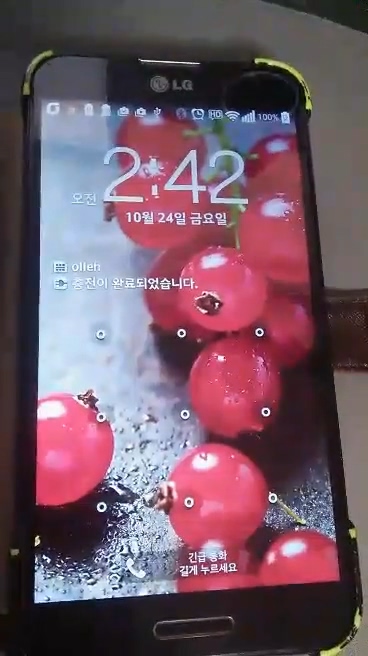 LG
HD
100%
오전 2:42
10월 24일 금요일
olleh
충전이 완료되었습니다.
긴급 통화
길게 누르세요